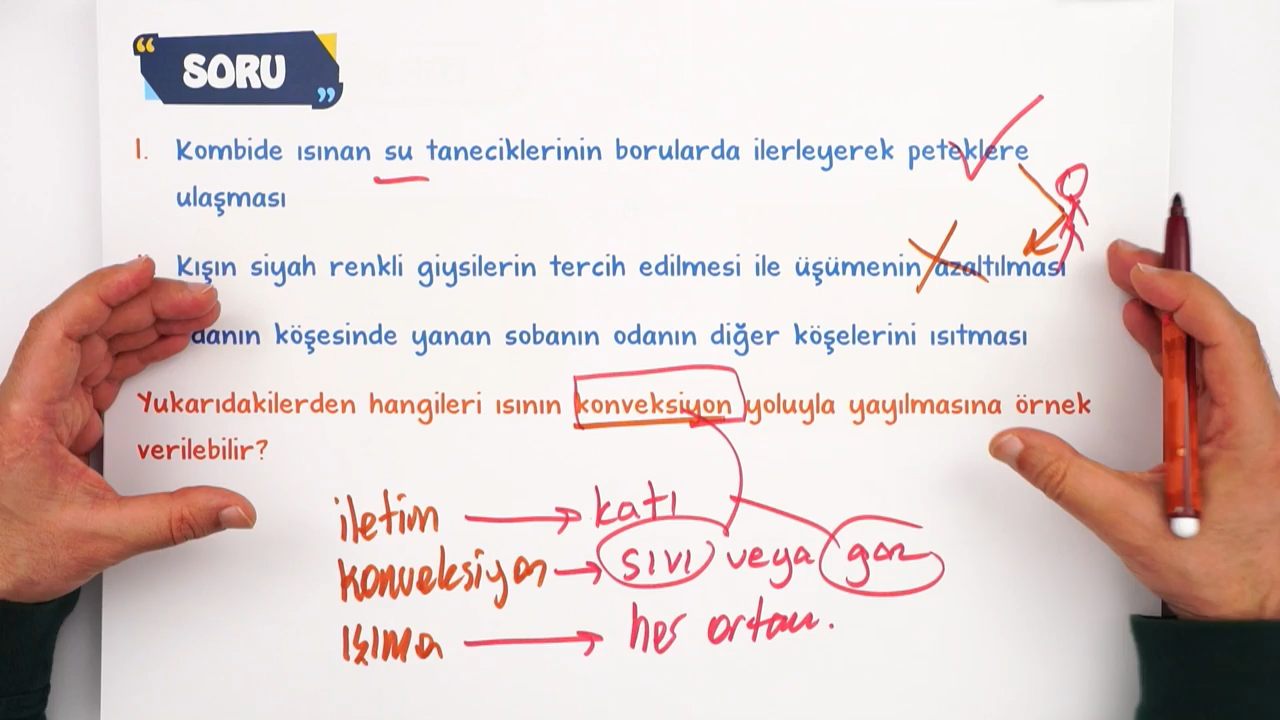 SORU
I. Kombide ısınan su taneciklerinin borularda ilerleyerek peteklere
ulaşması
Kışın siyah renkli giysilerin tercih edilmesi ile üşümenin azaltılması
danın köşesinde yanan sobanın odanın diğer köşelerini ısıtması
Yukarıdakilerden hangileri ısının konveksiyon yoluyla yayılmasına örnek
verilebilir?
iletim → katı
konveksiyon → sıvı veya gaz
ışıma → her ortam.